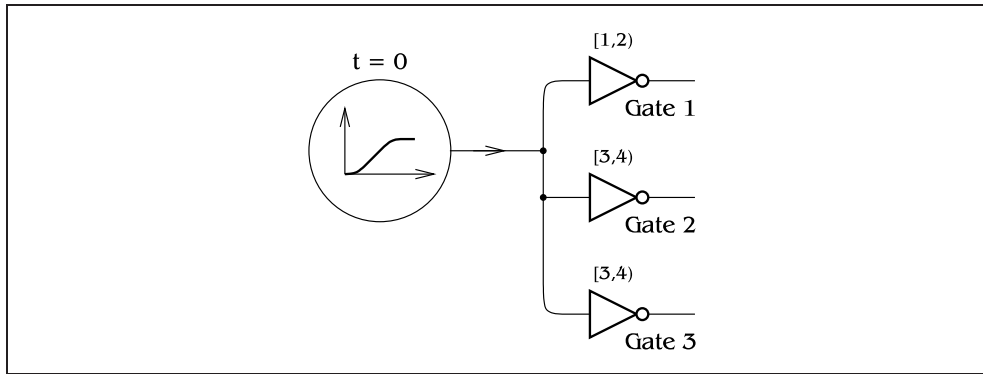 t = 0
[1,2)
Gate 1
[3,4)
Gate 2
[3,4)
Gate 3